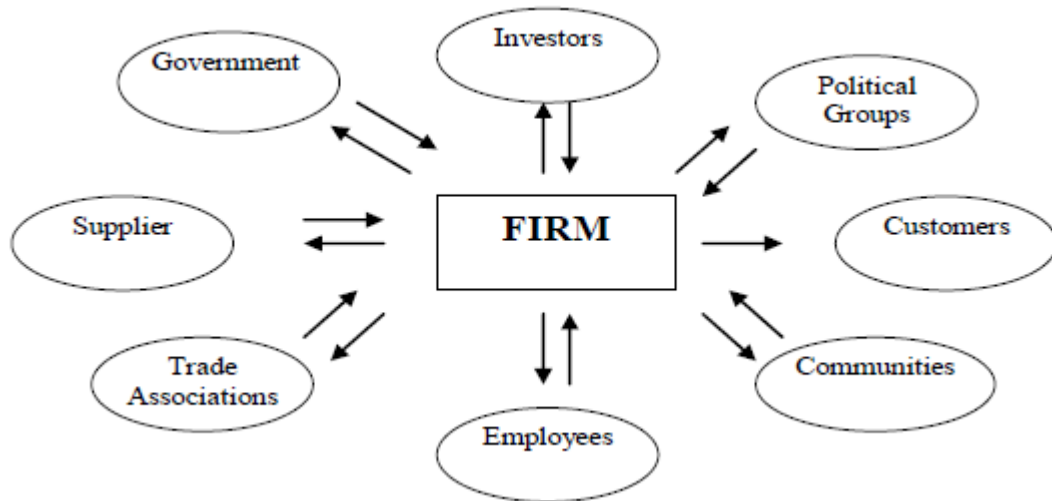 Investors
Government
Political
Groups
Supplier
FIRM
Customers
Trade
Associations
Communities
Employees